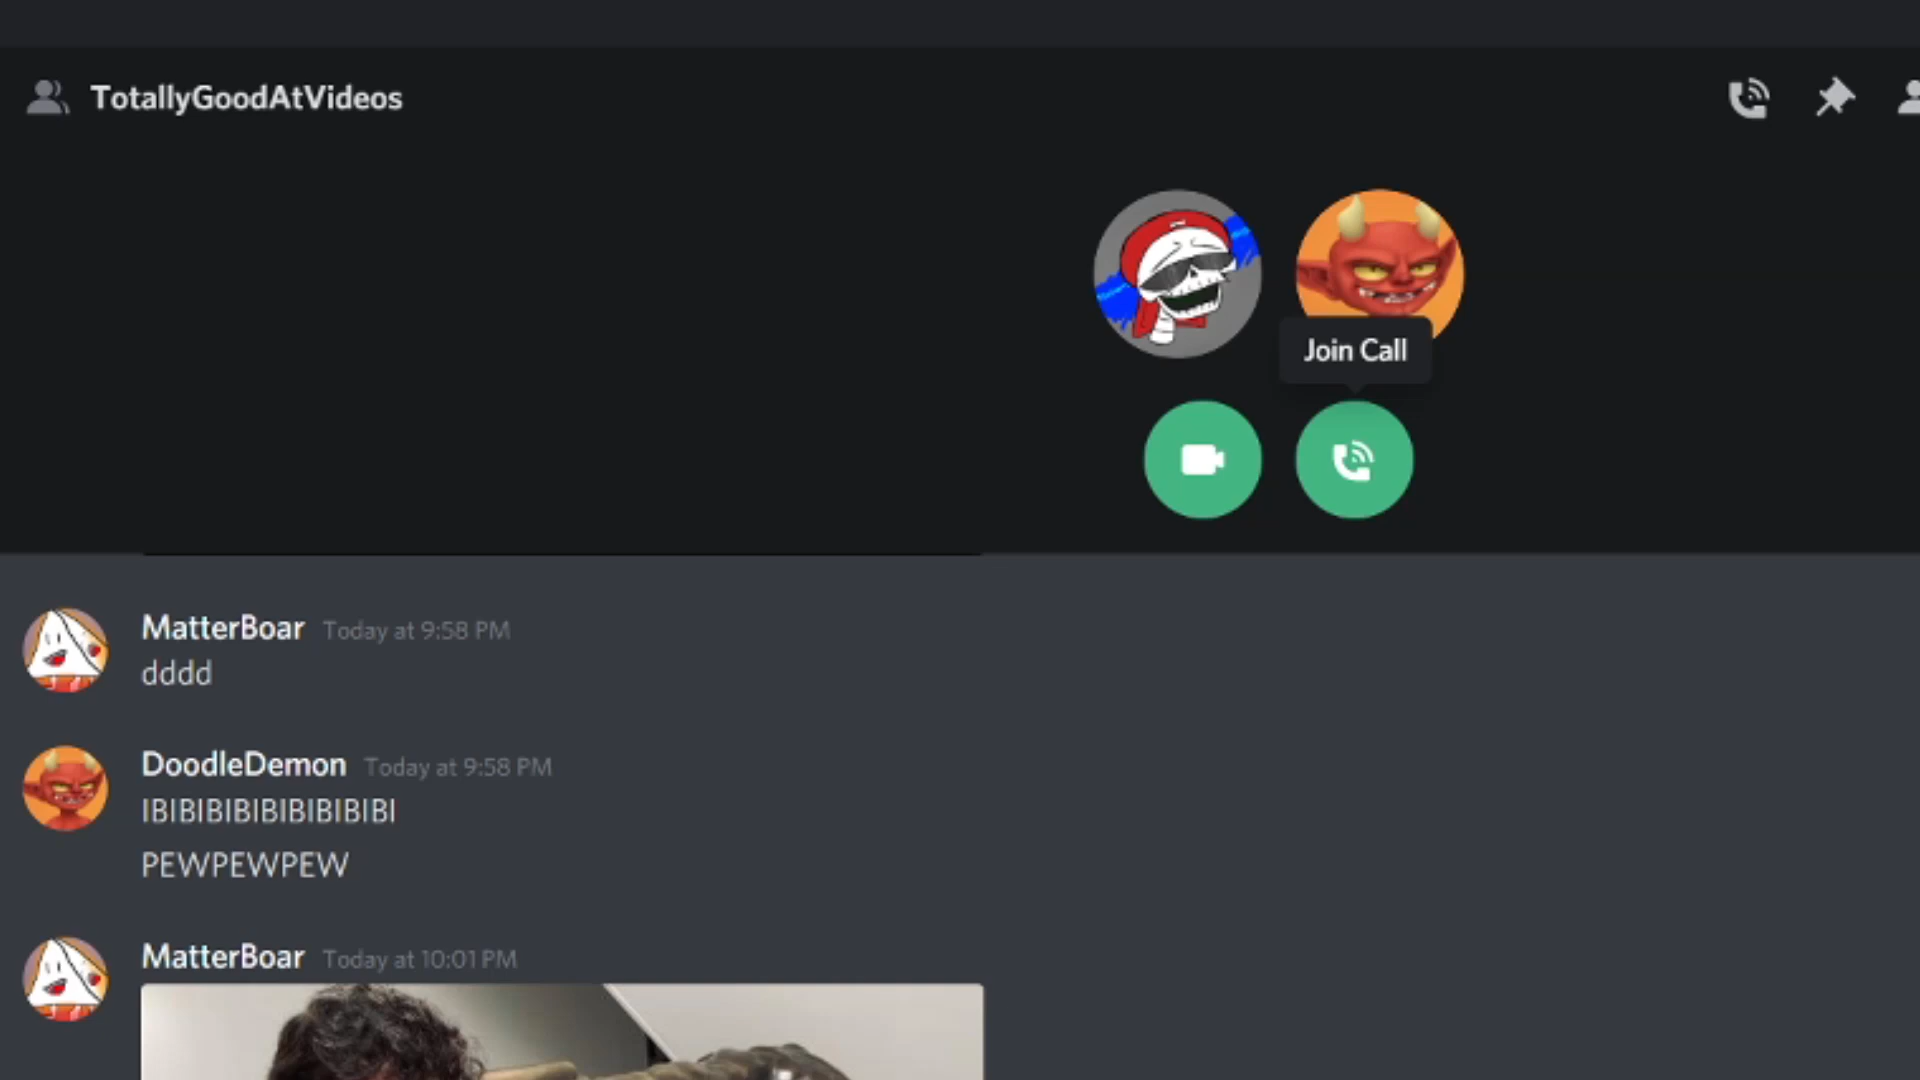 TotallyGoodAtVideos
Join Call
MatterBoar Today at 9:58 PM
dddd
DoodleDemon Today at 9:58 PM
IBIBIBIBIBIBIBIBIBI
PEWPEWPEW
MatterBoar Today at 10:01 PM